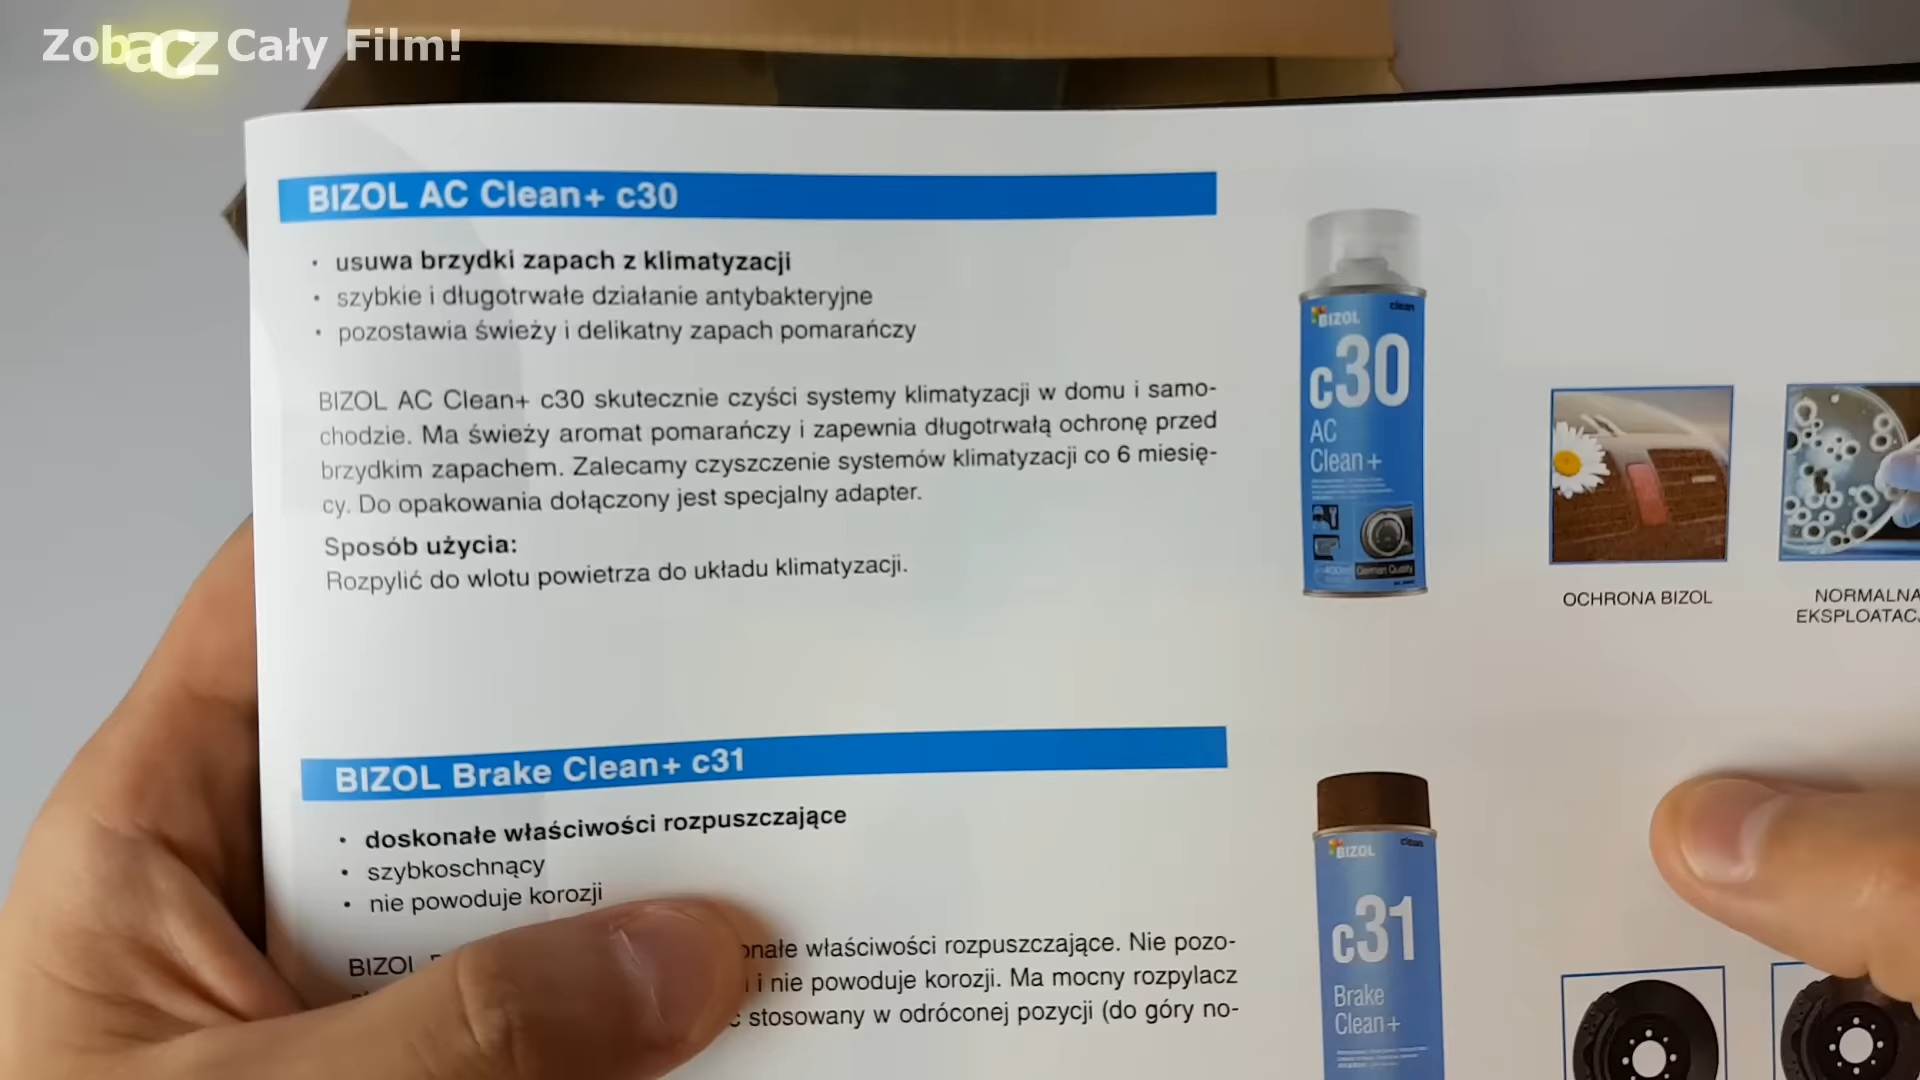 Zobacz Cały Film!
BIZOL AC Clean+ c30
• usuwa brzydki zapach z klimatyzacji
• szybkie i długotrwałe działanie antybakteryjne
• pozostawia świeży i delikatny zapach pomarańczy
BIZOL AC Clean+ c30 skutecznie czyści systemy klimatyzacji w domu i samo-
chodzie. Ma świeży aromat pomarańczy i zapewnia długotrwałą ochronę przed
brzydkim zapachem. Zalecamy czyszczenie systemów klimatyzacji co 6 miesię-
cy. Do opakowania dołączony jest specjalny adapter.
Sposób użycia:
Rozpylić do wlotu powietrza do układu klimatyzacji.
BIZOL
clean
c30
AC
Clean+
German Quality
OCHRONA BIZOL
NORMALNA
EKSPLOATAC
BIZOL Brake Clean+ c31
• doskonałe właściwości rozpuszczające
• szybkoschnący
• nie powoduje korozji
BIZOL
właściwości rozpuszczające. Nie pozo-
i nie powoduje korozji. Ma mocny rozpylacz
stosowany w odróconej pozycji (do góry no-
BIZOL
clean
c31
Brake
Clean+